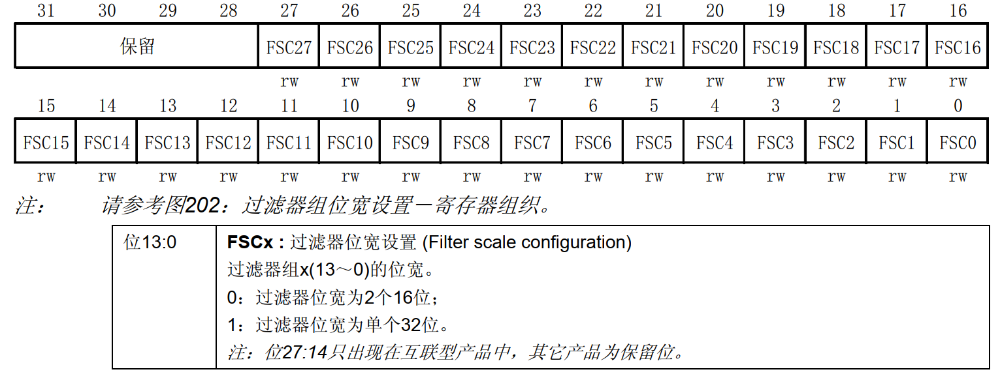 31 30 29 28 27 26 25 24 23 22 21 20 19 18 17 16
保留 FSC27 FSC26 FSC25 FSC24 FSC23 FSC22 FSC21 FSC20 FSC19 FSC18 FSC17 FSC16
rw rw rw rw rw rw rw rw rw rw rw rw
15 14 13 12 11 10 9 8 7 6 5 4 3 2 1 0
FSC15 FSC14 FSC13 FSC12 FSC11 FSC10 FSC9 FSC8 FSC7 FSC6 FSC5 FSC4 FSC3 FSC2 FSC1 FSC0
rw rw rw rw rw rw rw rw rw rw rw rw rw rw rw rw
注： 请参考图202：过滤器组位宽设置－寄存器组织。
位13:0 FSCx : 过滤器位宽设置 (Filter scale configuration)
过滤器组x(13～0)的位宽。
0：过滤器位宽为2个16位；
1：过滤器位宽为单个32位。
注：位27:14只出现在互联型产品中，其它产品为保留位。